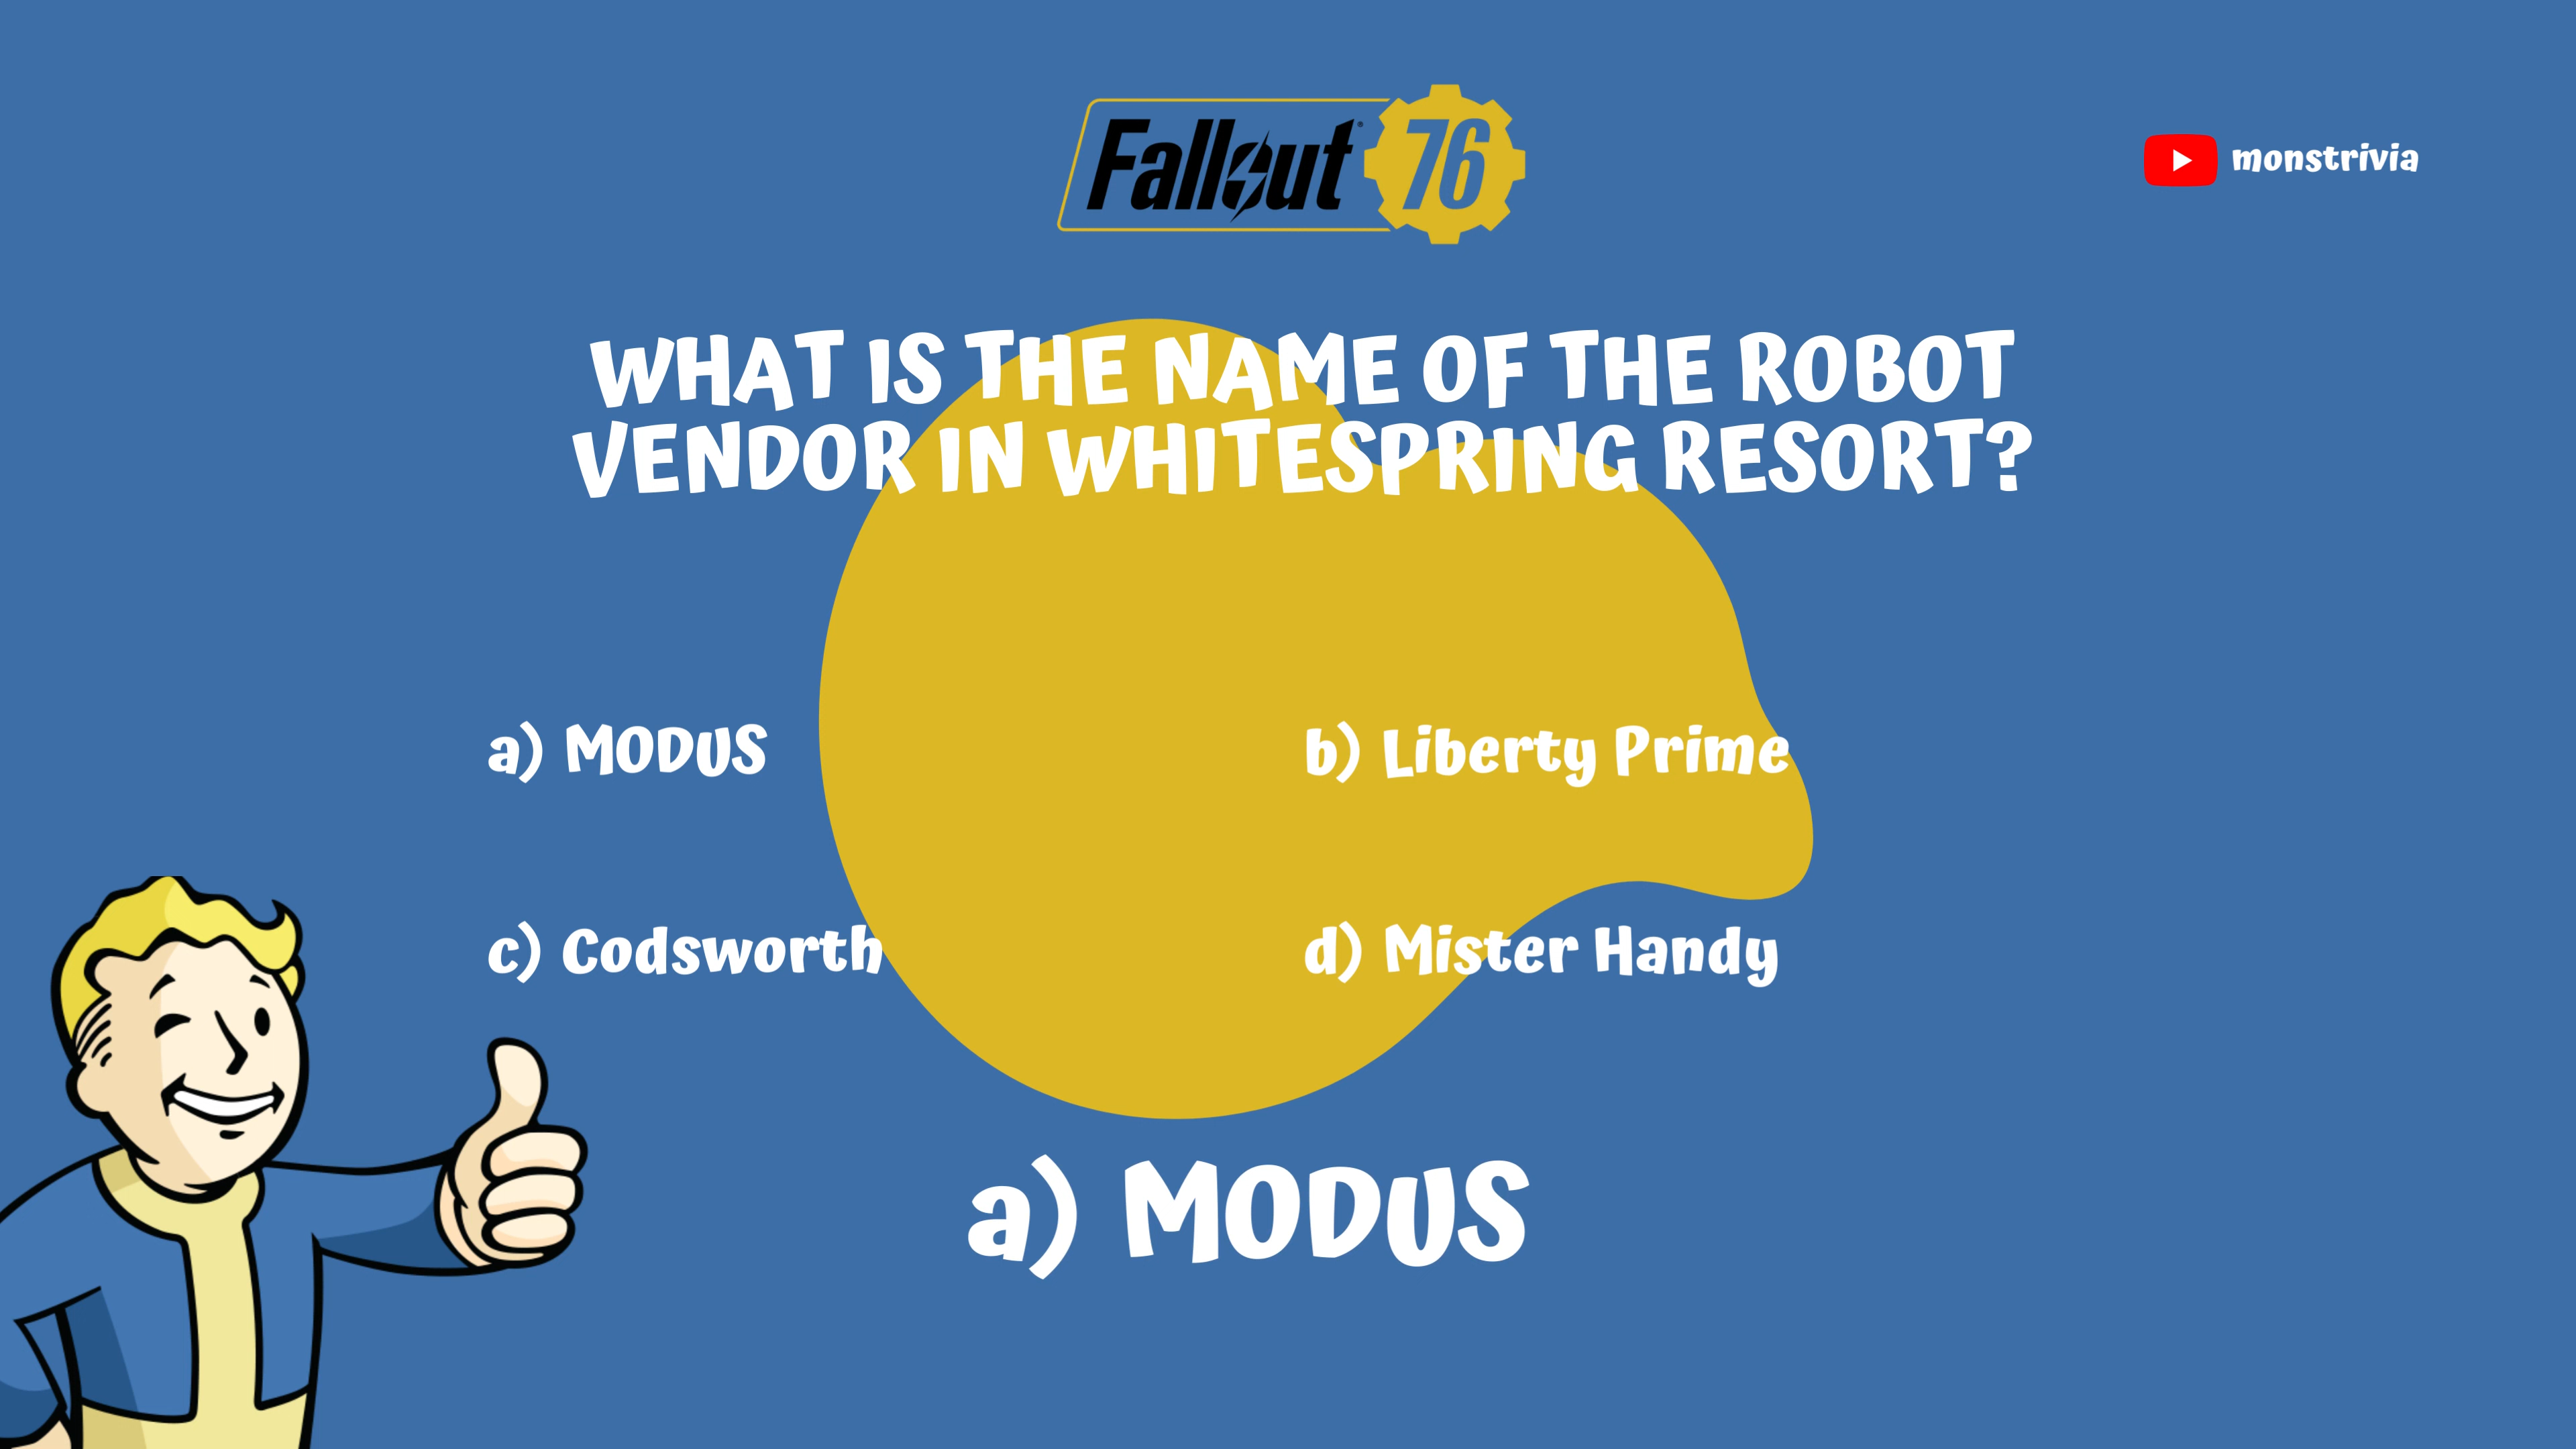 Fallout 76
monstrivia
WHAT IS THE NAME OF THE ROBOT
VENDOR IN WHITESPRING RESORT?
a) MODUS
b) Liberty Prime
c) Codsworth
d) Mister Handy
a) MODUS